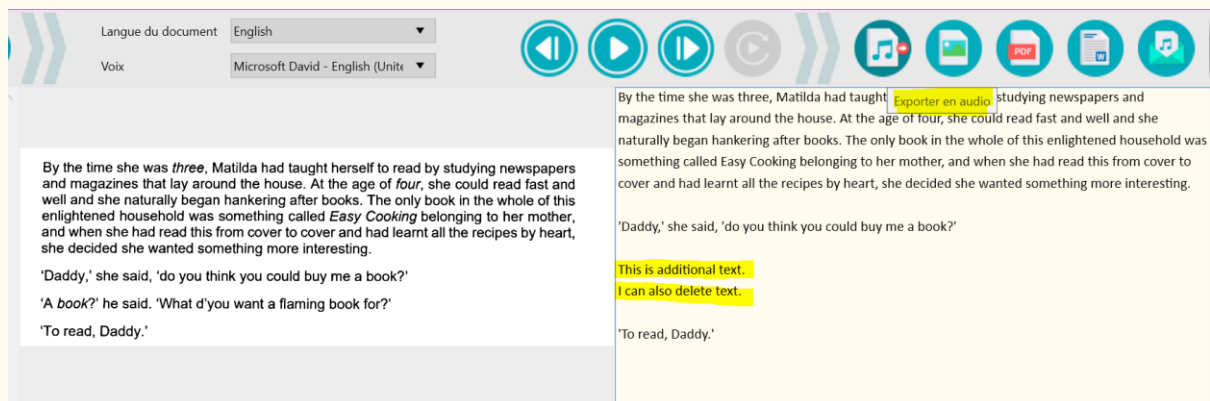 Langue du document English
Voix Microsoft David - English (Unite
PDF
W
By the time she was three, Matilda had taught herself to read by studying newspapers
and magazines that lay around the house. At the age of four, she could read fast and
well and she naturally began hankering after books. The only book in the whole of this
enlightened household was something called Easy Cooking belonging to her mother,
and when she had read this from cover to cover and had learnt all the recipes by heart,
she decided she wanted something more interesting.
'Daddy,' she said, 'do you think you could buy me a book?'
'A book?' he said. 'What d'you want a flaming book for?'
'To read, Daddy.'
By the time she was three, Matilda had taught Exporter en audio studying newspapers and
magazines that lay around the house. At the age of four, she could read fast and well and she
naturally began hankering after books. The only book in the whole of this enlightened household was
something called Easy Cooking belonging to her mother, and when she had read this from cover to
cover and had learnt all the recipes by heart, she decided she wanted something more interesting.
'Daddy,' she said, 'do you think you could buy me a book?'
This is additional text.
I can also delete text.
'To read, Daddy.'